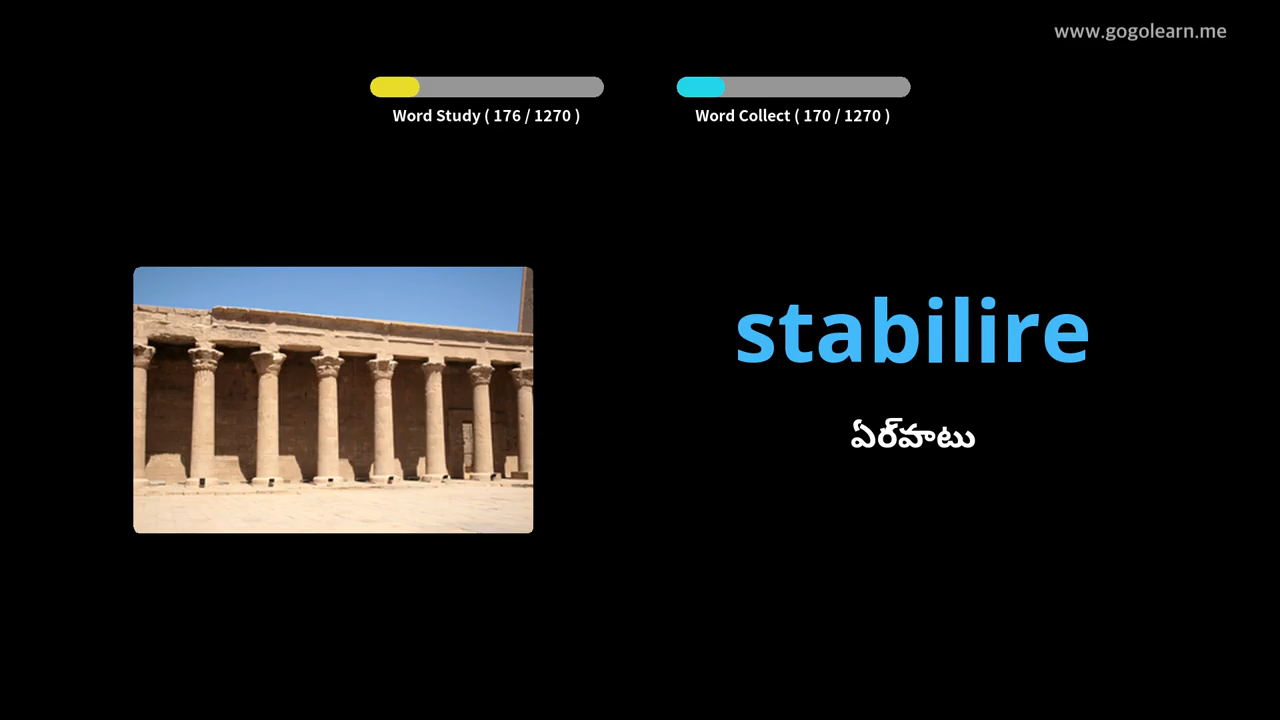 www.gogolearn.me
Word Study ( 176 / 1270 )
Word Collect ( 170 / 1270 )
stabilire
ఏర్పాటు